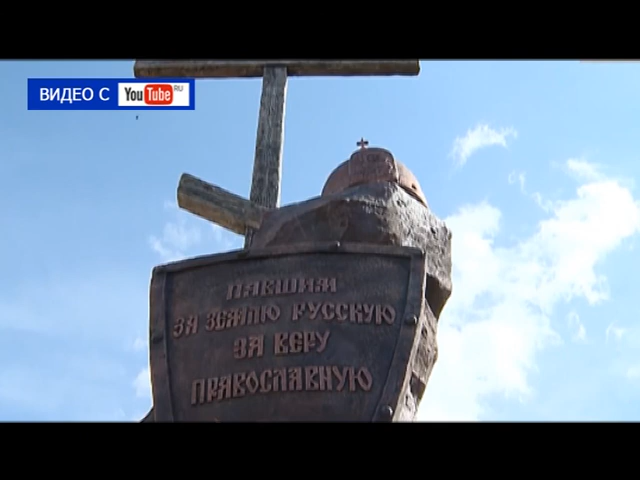 ВИДЕО С YouTube RU
ПАВШИМ
ЗА ЗЕМЛЮ РУССКУЮ
ЗА ВЕРУ
ПРАВОСЛАВНУЮ